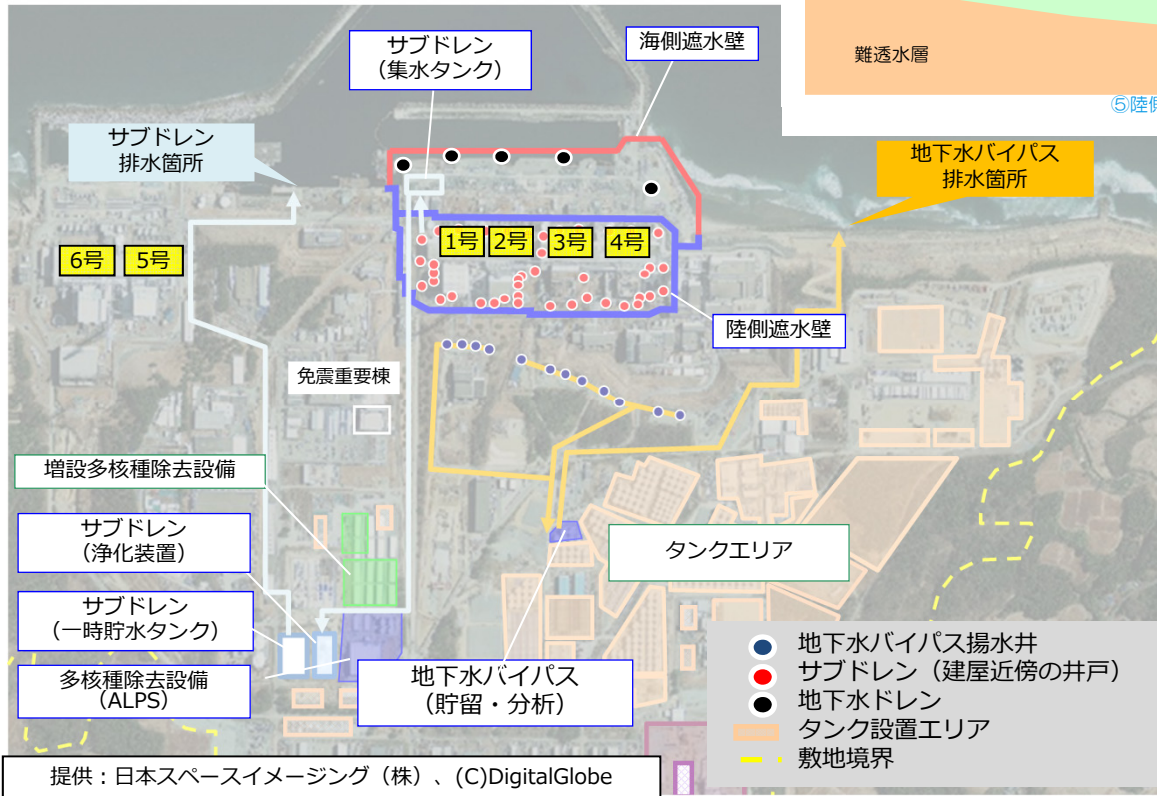 難透水層
⑤陸側
サブドレン
(集水タンク)
海側遮水壁
サブドレン
排水箇所
地下水バイパス
排水箇所
1号
2号
3号
4号
6号
5号
陸側遮水壁
免震重要棟
増設多核種除去設備
サブドレン
(浄化装置)
タンクエリア
サブドレン
(一時貯水タンク)
多核種除去設備
(ALPS)
地下水バイパス
(貯留・分析)
地下水バイパス揚水井
サブドレン(建屋近傍の井戸)
地下水ドレン
タンク設置エリア
敷地境界
提供:日本スペースイメージング(株)、(C)DigitalGlobe